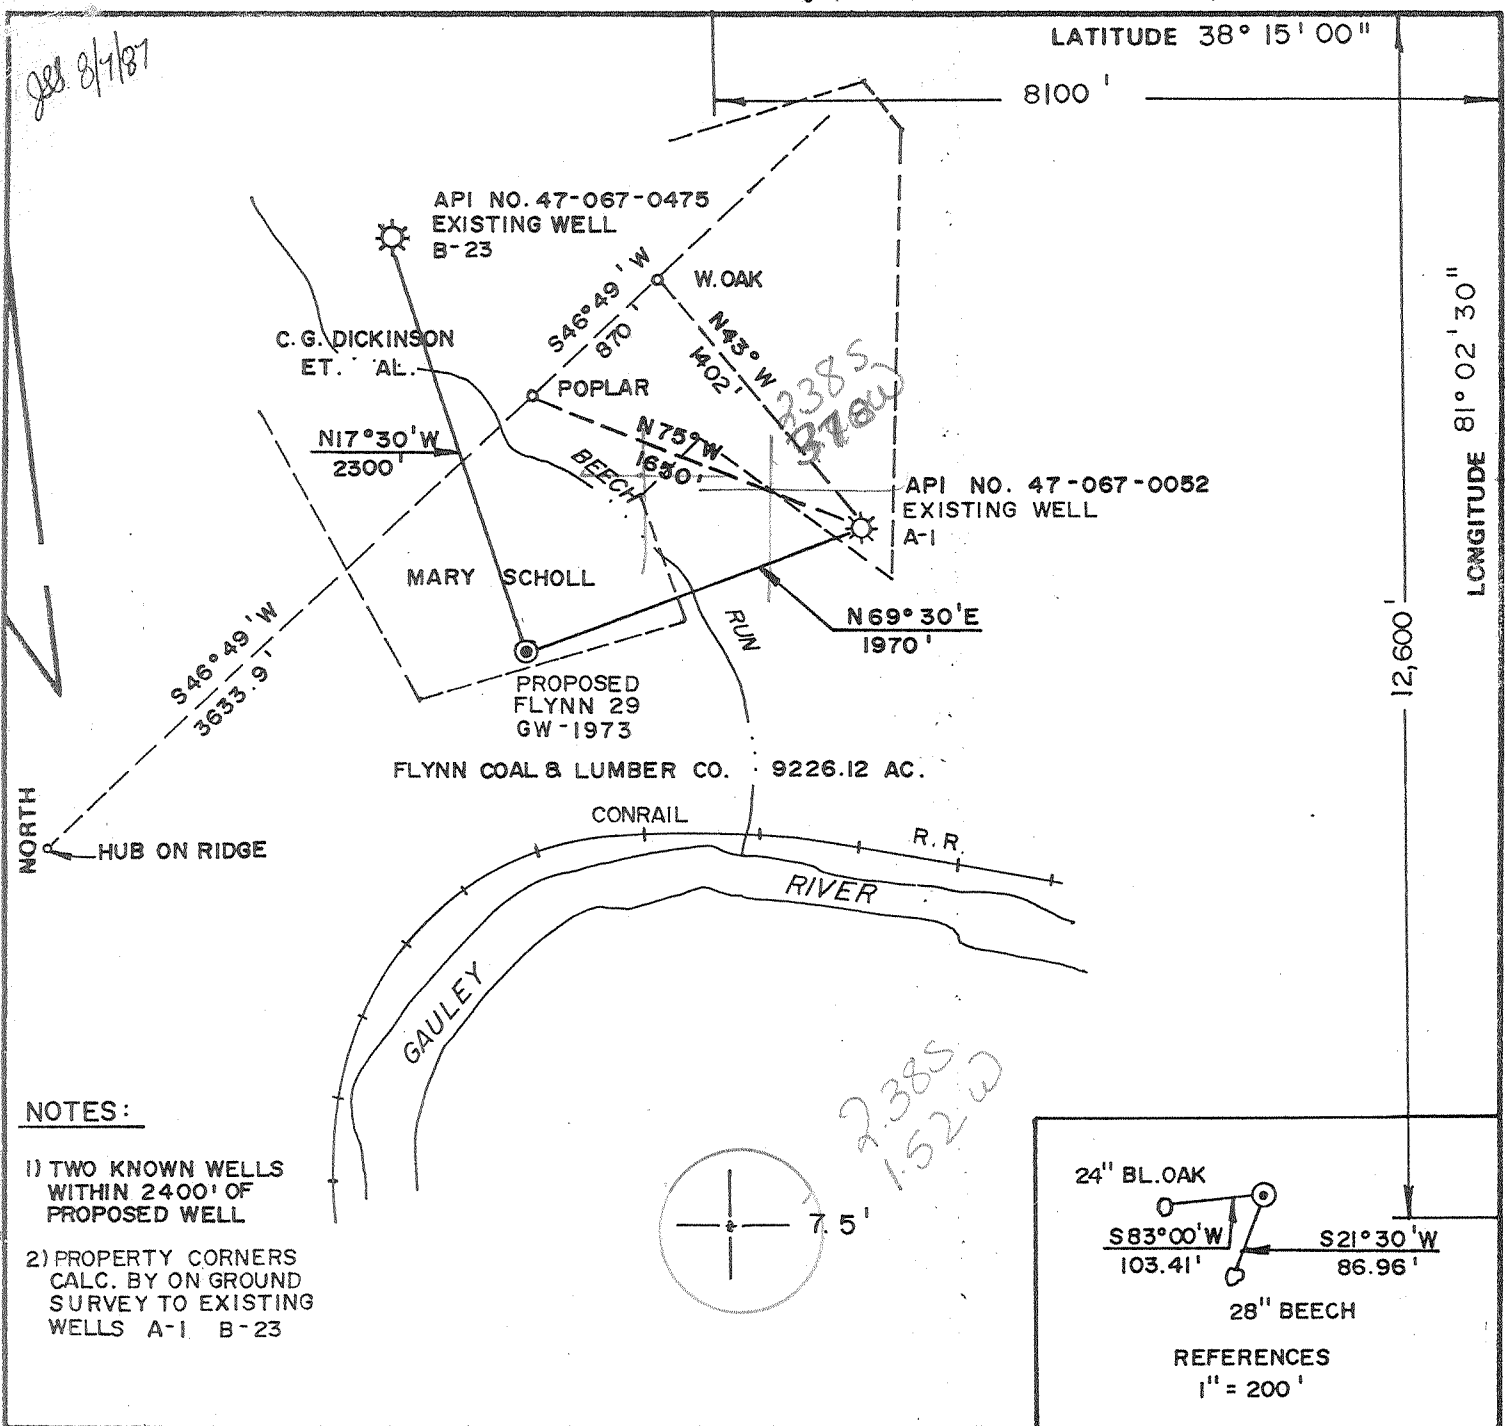 JSS 8/7/87
LATITUDE 38° 15' 00"
8100'
API NO. 47-067-0475
EXISTING WELL
B-23
S46°49'W
870'
W. OAK
C. G. DICKINSON
ET. AL.
N43°W
1402'
238 S
POPLAR
N17°30'W
2300'
N75°W
1650'
BEECH
API NO. 47-067-0052
EXISTING WELL
A-1
LONGITUDE 81° 02' 30"
12,600'
MARY SCHOLL
RUN
N69°30'E
1970'
S46°49'W
3633.9'
PROPOSED
FLYNN 29
GW-1973
FLYNN COAL & LUMBER CO. 9226.12 AC.
NORTH
HUB ON RIDGE
CONRAIL R.R.
GAULEY RIVER
2.38S
1.52W
7.5'
NOTES:
1) TWO KNOWN WELLS
WITHIN 2400' OF
PROPOSED WELL
2) PROPERTY CORNERS
CALC. BY ON GROUND
SURVEY TO EXISTING
WELLS A-1 B-23
24" BL. OAK
S83°00'W
103.41'
S21°30'W
86.96'
28" BEECH
REFERENCES
1" = 200'